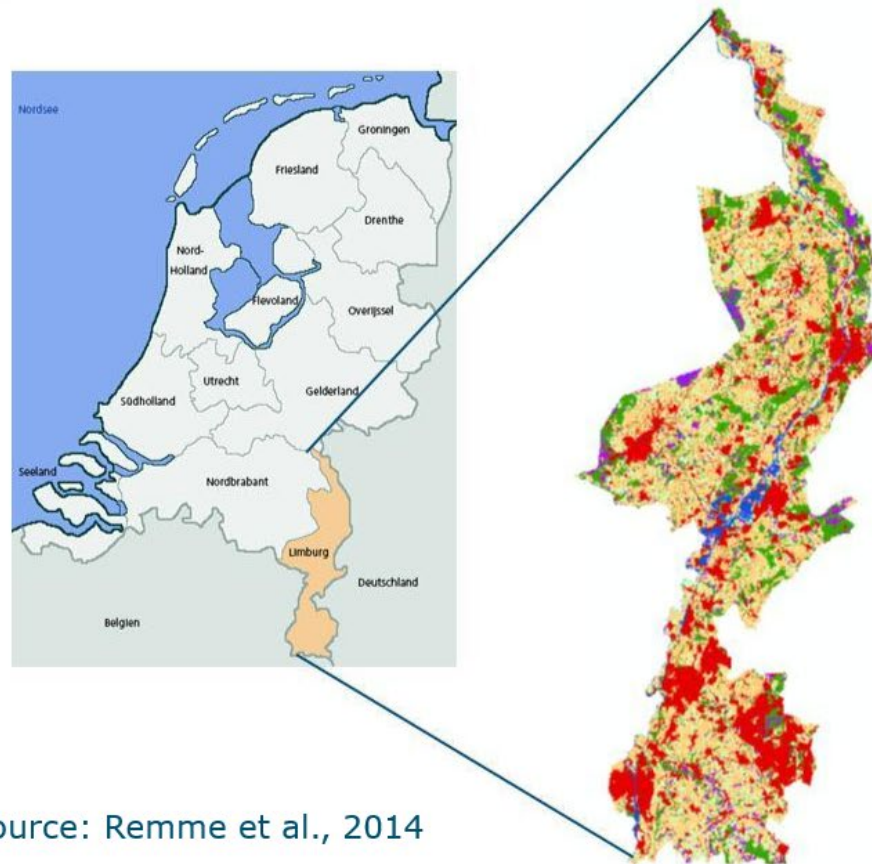 Nordsee
Groningen
Friesland
Drenthe
Nord-
Holland
Flevoland
Overijssel
Utrecht
Gelderland
Südholland
Seeland
Nordbrabant
Limburg
Deutschland
Belgien
ource: Remme et al., 2014